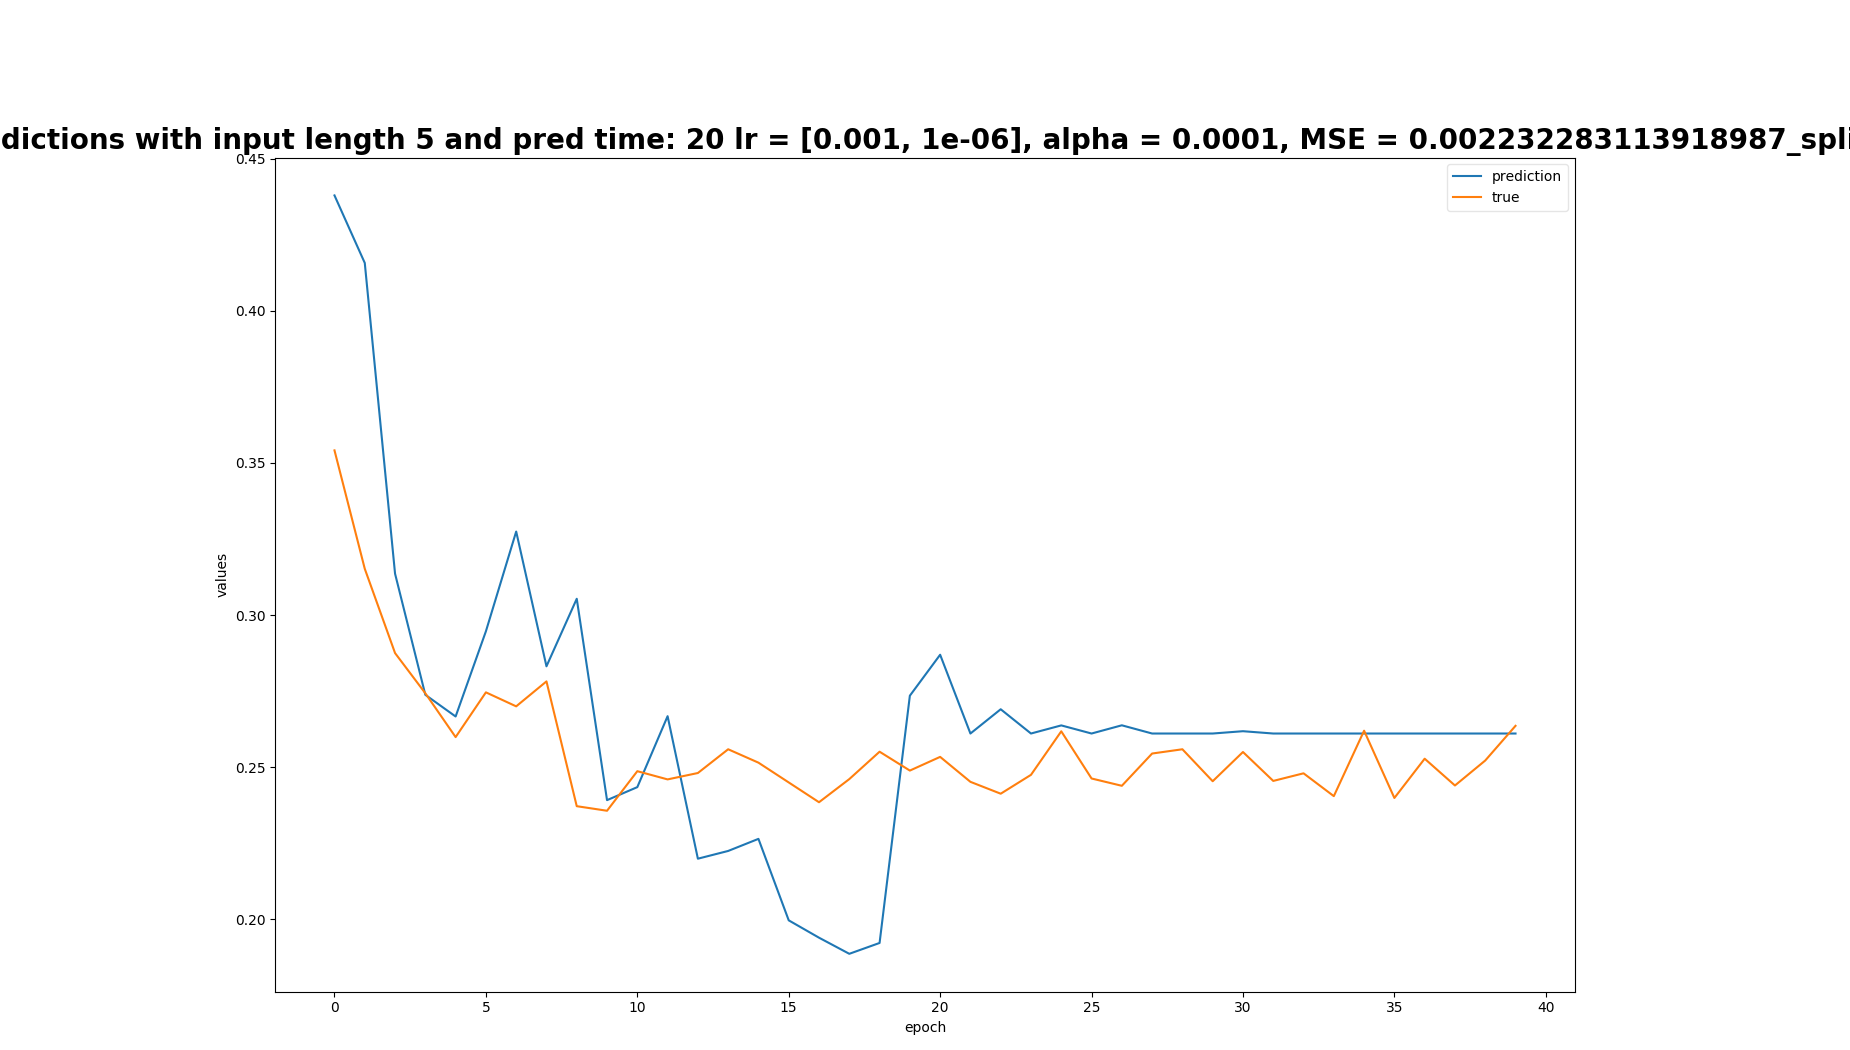 dictions with input length 5 and pred time: 20 lr = [0.001, 1e-06], alpha = 0.0001, MSE = 0.002232283113918987_spli
prediction
true
0.45
0.40
0.35
0.30
0.25
0.20
values
0 5 10 15 20 25 30 35 40
epoch